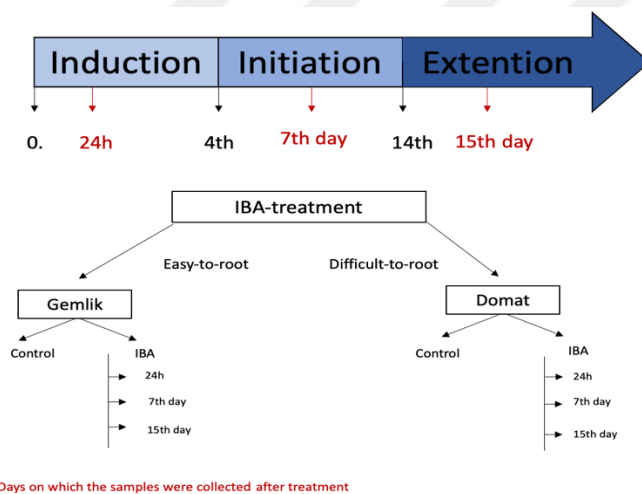 Induction Initiation Extention
0. 24h 4th 7th day 14th 15th day
IBA-treatment
Easy-to-root Difficult-to-root
Gemlik Domat
Control IBA Control IBA
24h 24h
7th day 7th day
15th day 15th day
Days on which the samples were collected after treatment